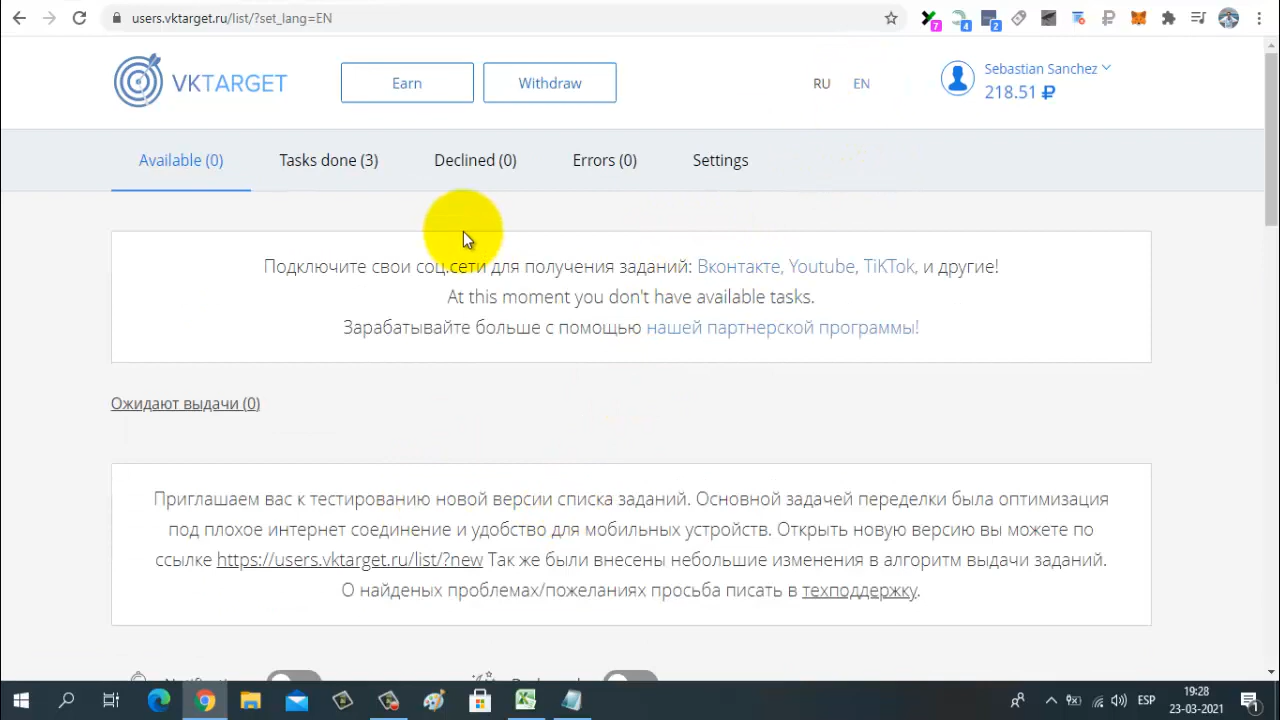 users.vktarget.ru/list/?set_lang=EN
7
4
2
VKTARGET
Earn
Withdraw
RU
EN
Sebastian Sanchez
218.51 ₽
Available (0)
Tasks done (3)
Declined (0)
Errors (0)
Settings
Подключите свои соц.сети для получения заданий: Вконтакте, Youtube, TiKTok, и другие!
At this moment you don't have available tasks.
Зарабатывайте больше с помощью нашей партнерской программы!
Ожидают выдачи (0)
Приглашаем вас к тестированию новой версии списка заданий. Основной задачей переделки была оптимизация
под плохое интернет соединение и удобство для мобильных устройств. Открыть новую версию вы можете по
ссылке https://users.vktarget.ru/list/?new Так же были внесены небольшие изменения в алгоритм выдачи заданий.
О найденых проблемах/пожеланиях просьба писать в техподдержку.
ESP
19:28
23-03-2021
1